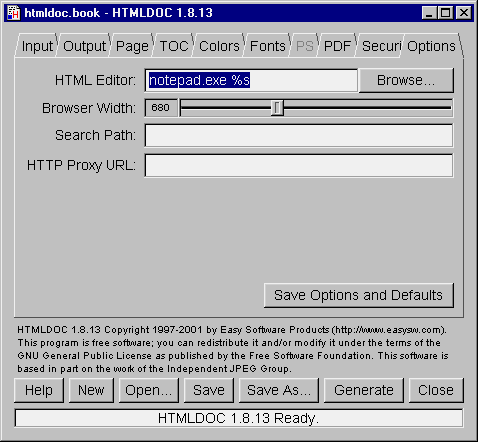 htmldoc.book - HTMLDOC 1.8.13
Input Output Page TOC Colors Fonts PS PDF Securi Options
HTML Editor: notepad.exe %s Browse...
Browser Width: 680
Search Path:
HTTP Proxy URL:
Save Options and Defaults
HTMLDOC 1.8.13 Copyright 1997-2001 by Easy Software Products (http://www.easysw.com).
This program is free software; you can redistribute it and/or modify it under the terms of the
GNU General Public License as published by the Free Software Foundation. This software is
based in part on the work of the Independent JPEG Group.
Help New Open... Save Save As... Generate Close
HTMLDOC 1.8.13 Ready.